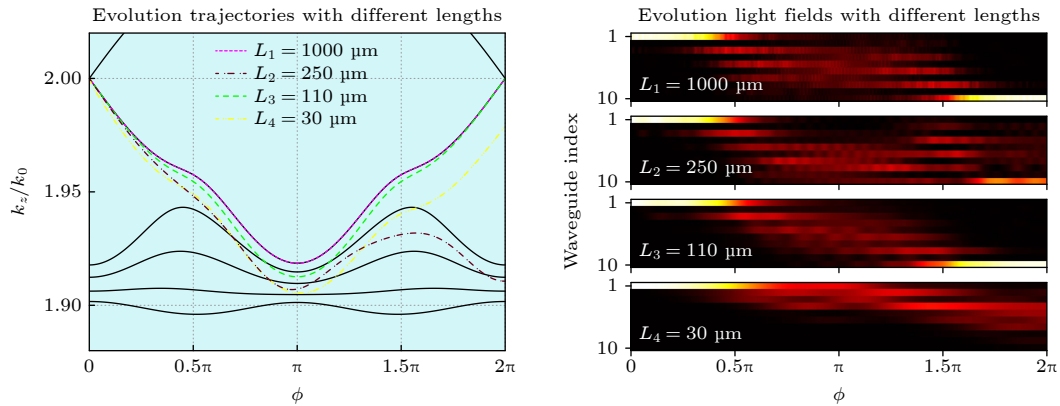 Evolution trajectories with different lengths
L₁ = 1000 µm
L₂ = 250 µm
L₃ = 110 µm
L₄ = 30 µm
2.00
1.95
1.90
k_z/k_0
0
0.5π
π
1.5π
2π
ϕ
Evolution light fields with different lengths
Waveguide index
1
L₁ = 1000 µm
10
1
L₂ = 250 µm
10
1
L₃ = 110 µm
10
1
L₄ = 30 µm
10
0
0.5π
π
1.5π
2π
ϕ